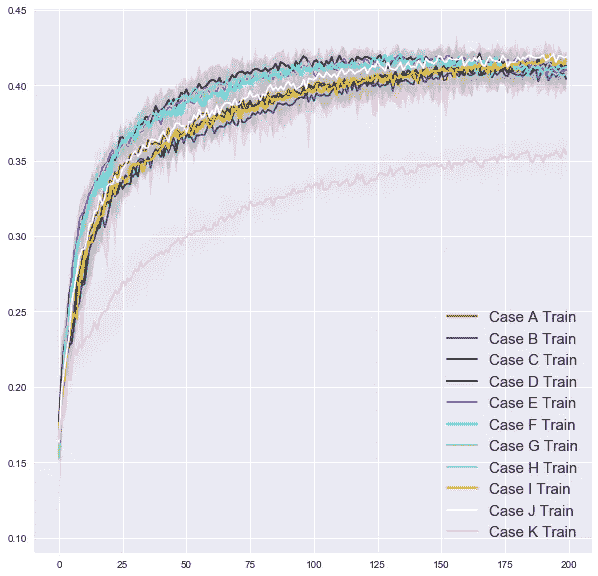 0.45
0.40
0.35
0.30
0.25
0.20
0.15
0.10
Case A Train
Case B Train
Case C Train
Case D Train
Case E Train
Case F Train
Case G Train
Case H Train
Case I Train
Case J Train
Case K Train
0 25 50 75 100 125 150 175 200